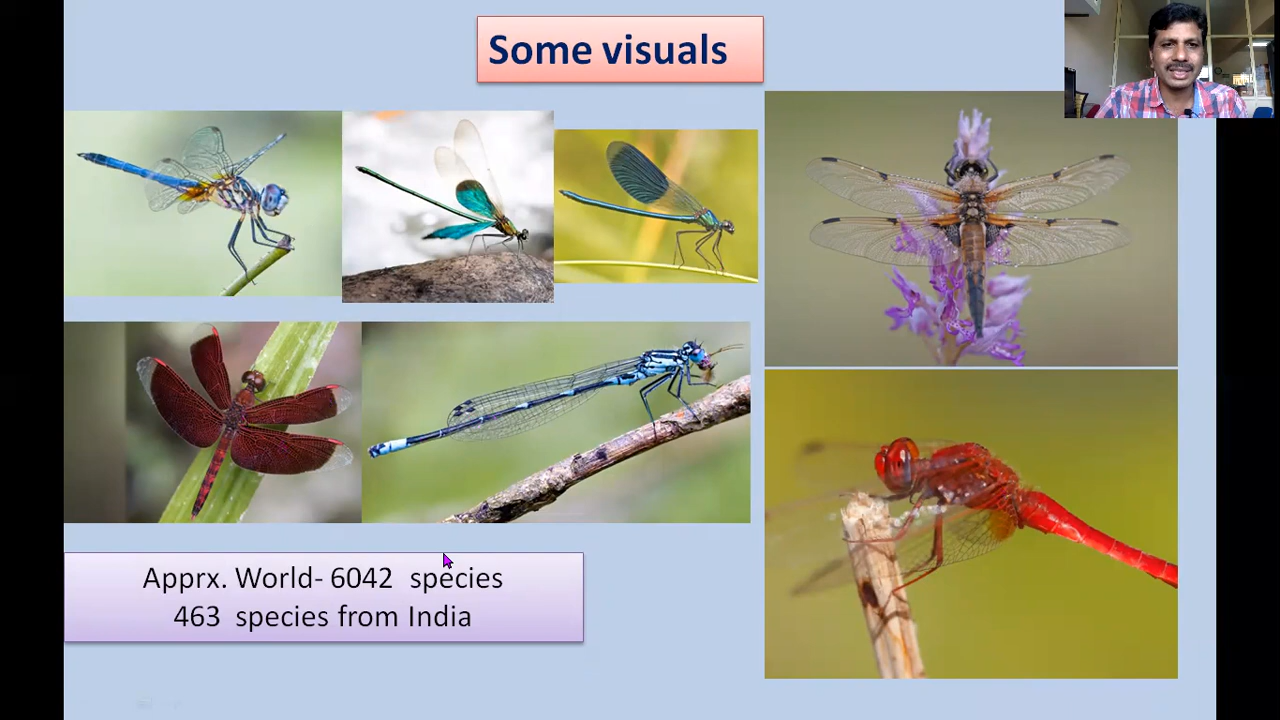 Some visuals
Apprx. World- 6042 species
463 species from India